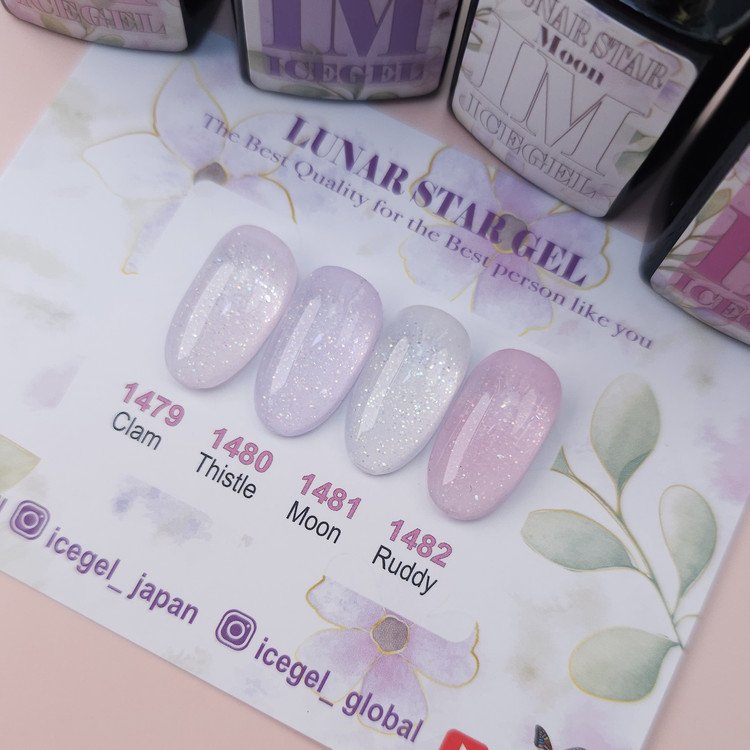 IM
ICEGEL
LUNAR STAR
Moon
IM
ICEGEL
ICEGEL
LUNAR STAR GEL
The Best Quality for the Best person like you
1479
Clam
1480
Thistle
1481
Moon
1482
Ruddy
icegel_japan
icegel_global